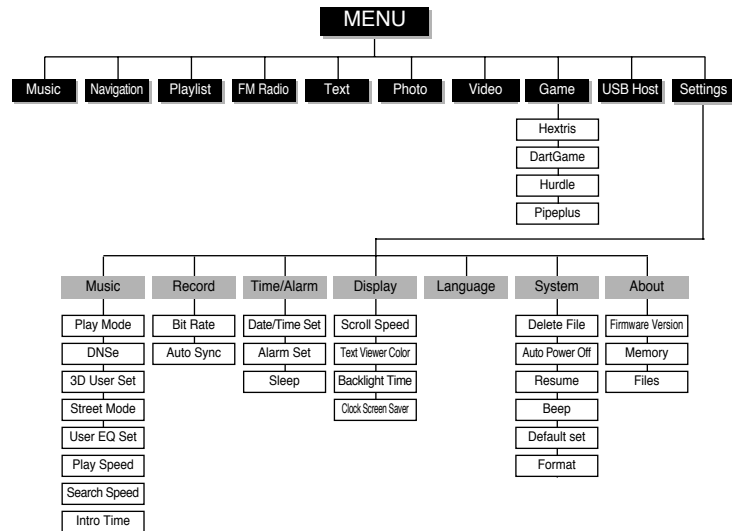 MENU
Music Navigation Playlist FM Radio Text Photo Video Game USB Host Settings
Hextris
DartGame
Hurdle
Pipeplus
Music Record Time/Alarm Display Language System About
Play Mode Bit Rate Date/Time Set Scroll Speed Delete File Firmware Version
DNSe Auto Sync Alarm Set Text Viewer Color Auto Power Off Memory
3D User Set Sleep Backlight Time Resume Files
Street Mode Clock Screen Saver Beep
User EQ Set Default set
Play Speed Format
Search Speed
Intro Time